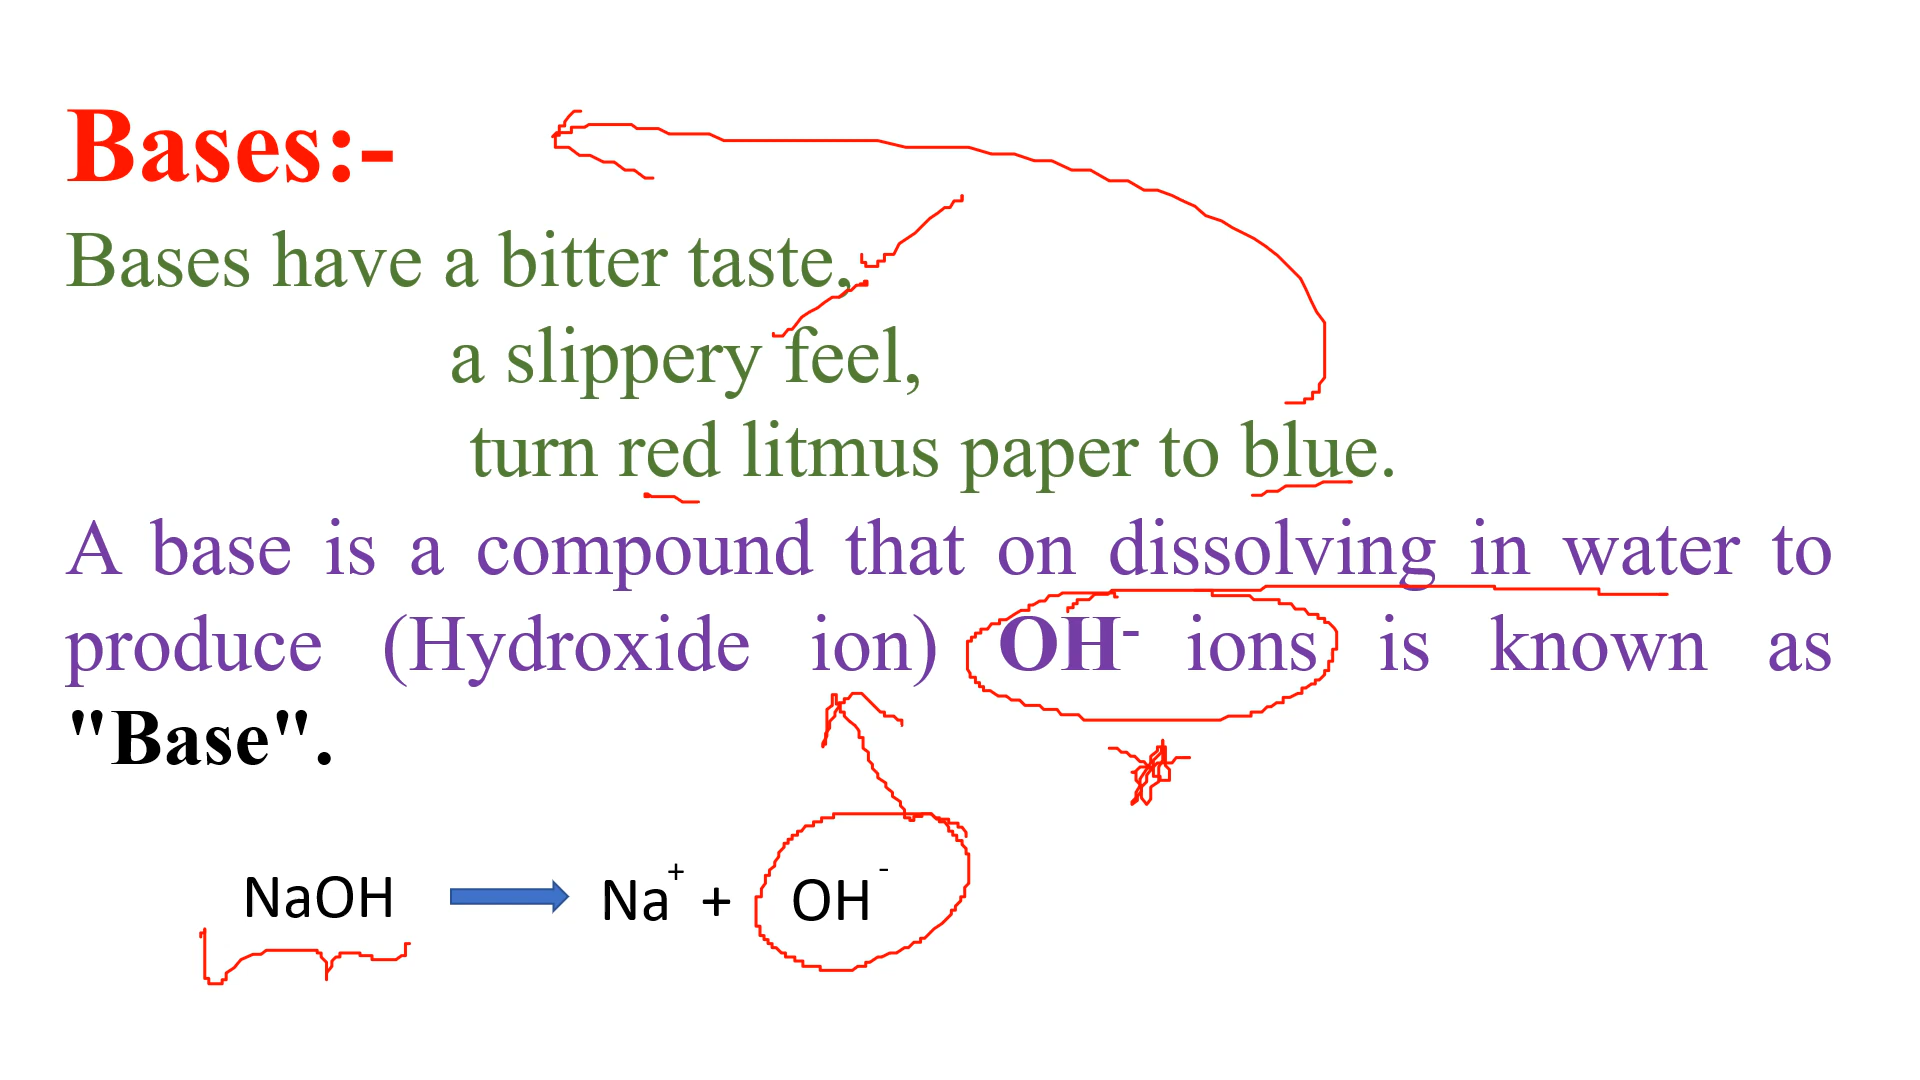 Bases:-
Bases have a bitter taste,
a slippery feel,
turn red litmus paper to blue.
A base is a compound that on dissolving in water to
produce (Hydroxide ion) OH⁻ ions is known as
"Base".
NaOH Na⁺ + OH⁻